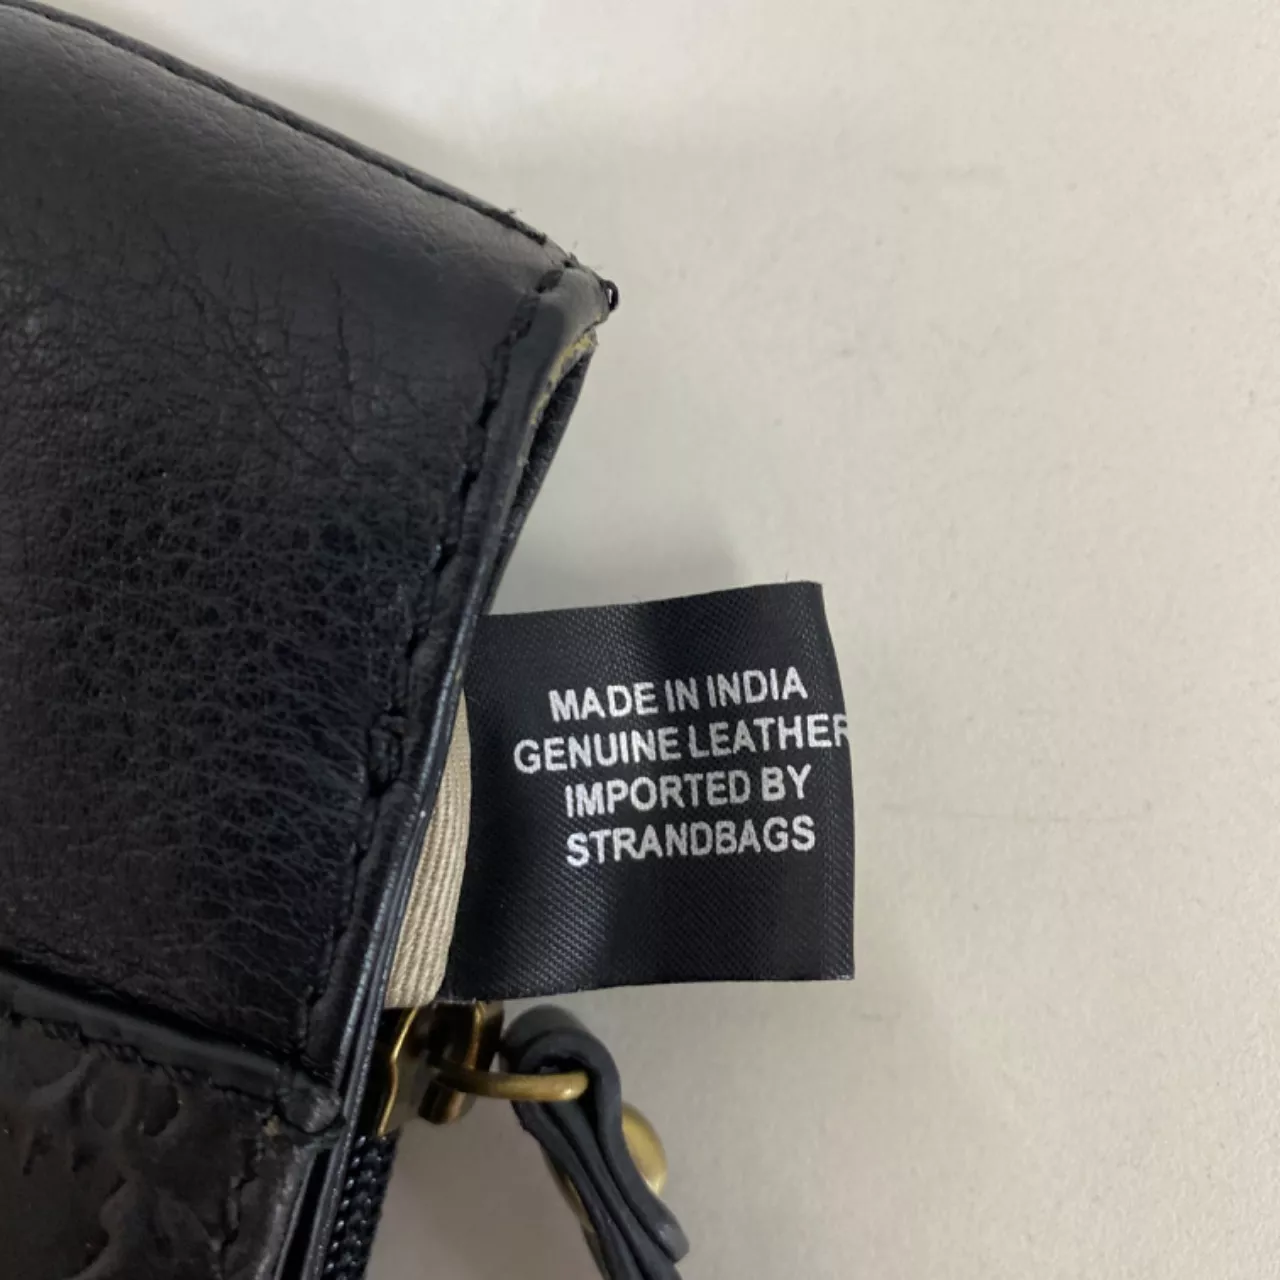 MADE IN INDIA
GENUINE LEATHER
IMPORTED BY
STRANDBAGS